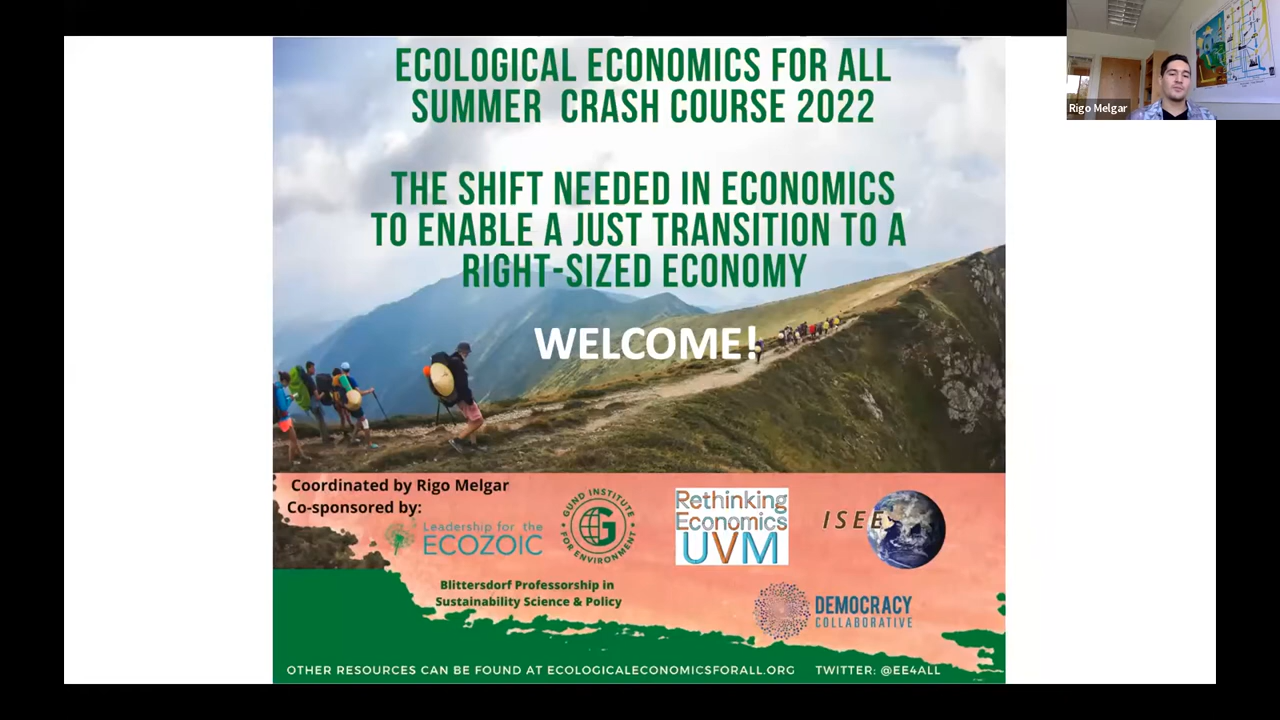 ECOLOGICAL ECONOMICS FOR ALL
SUMMER CRASH COURSE 2022
THE SHIFT NEEDED IN ECONOMICS
TO ENABLE A JUST TRANSITION TO A
RIGHT-SIZED ECONOMY
WELCOME!
Rigo Melgar
Coordinated by Rigo Melgar
Co-sponsored by:
Leadership for the
ECOZOIC
GUND INSTITUTE
G
• FOR ENVIRONMENT •
Rethinking
Economics
UVM
ISEE
Blittersdorf Professorship in
Sustainability Science & Policy
DEMOCRACY
COLLABORATIVE
OTHER RESOURCES CAN BE FOUND AT ECOLOGICALECONOMICSFORALL.ORG TWITTER: @EE4ALL